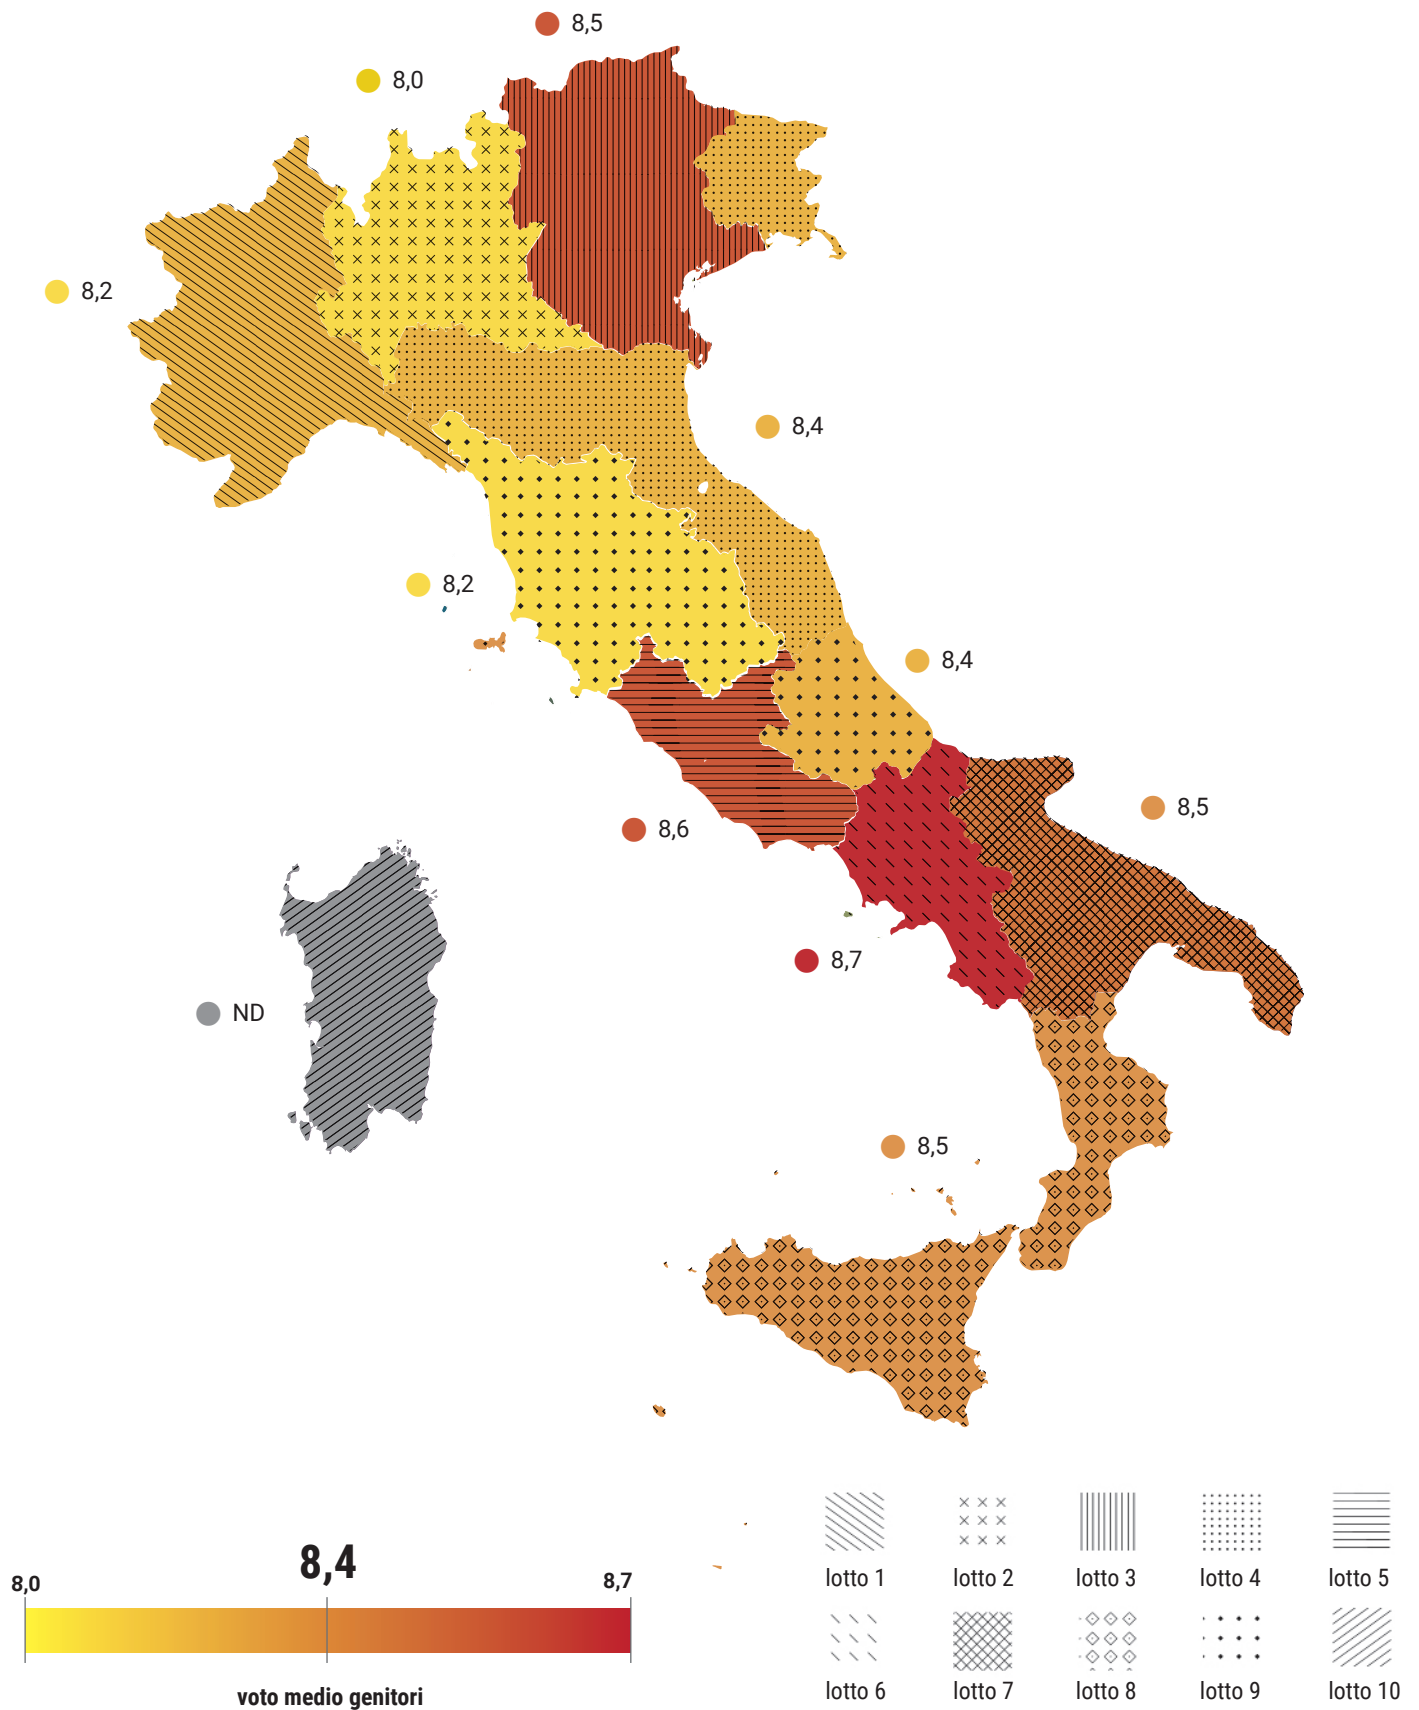 8,5
8,0
8,2
8,4
8,2
8,4
8,5
8,6
8,7
ND
8,5
8,4
8,0
8,7
voto medio genitori
lotto 1
lotto 2
lotto 3
lotto 4
lotto 5
lotto 6
lotto 7
lotto 8
lotto 9
lotto 10